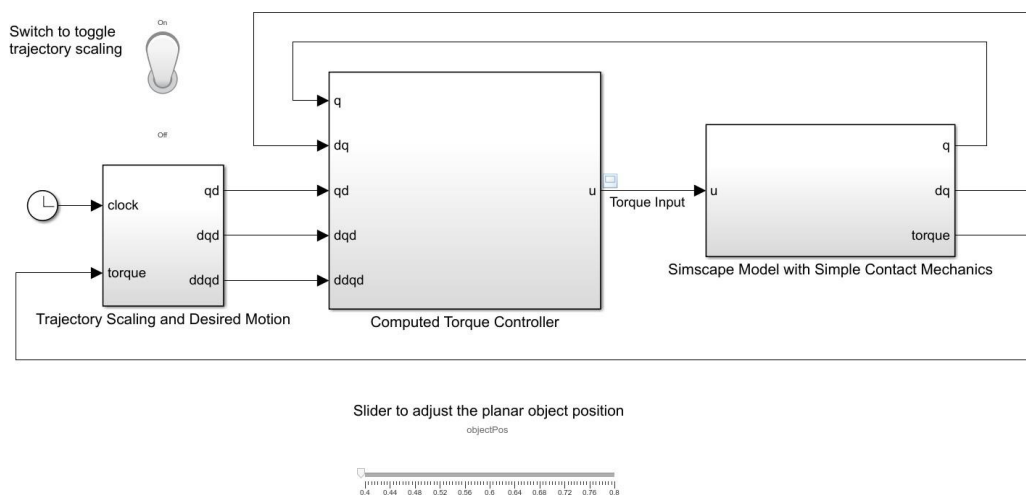 Switch to toggle
trajectory scaling
On
Off
clock
torque
qd
dqd
ddqd
Trajectory Scaling and Desired Motion
q
dq
qd
dqd
ddqd
u
Computed Torque Controller
Torque Input
u
q
dq
torque
Simscape Model with Simple Contact Mechanics
Slider to adjust the planar object position
objectPos
0.4 0.44 0.48 0.52 0.56 0.6 0.64 0.68 0.72 0.76 0.8